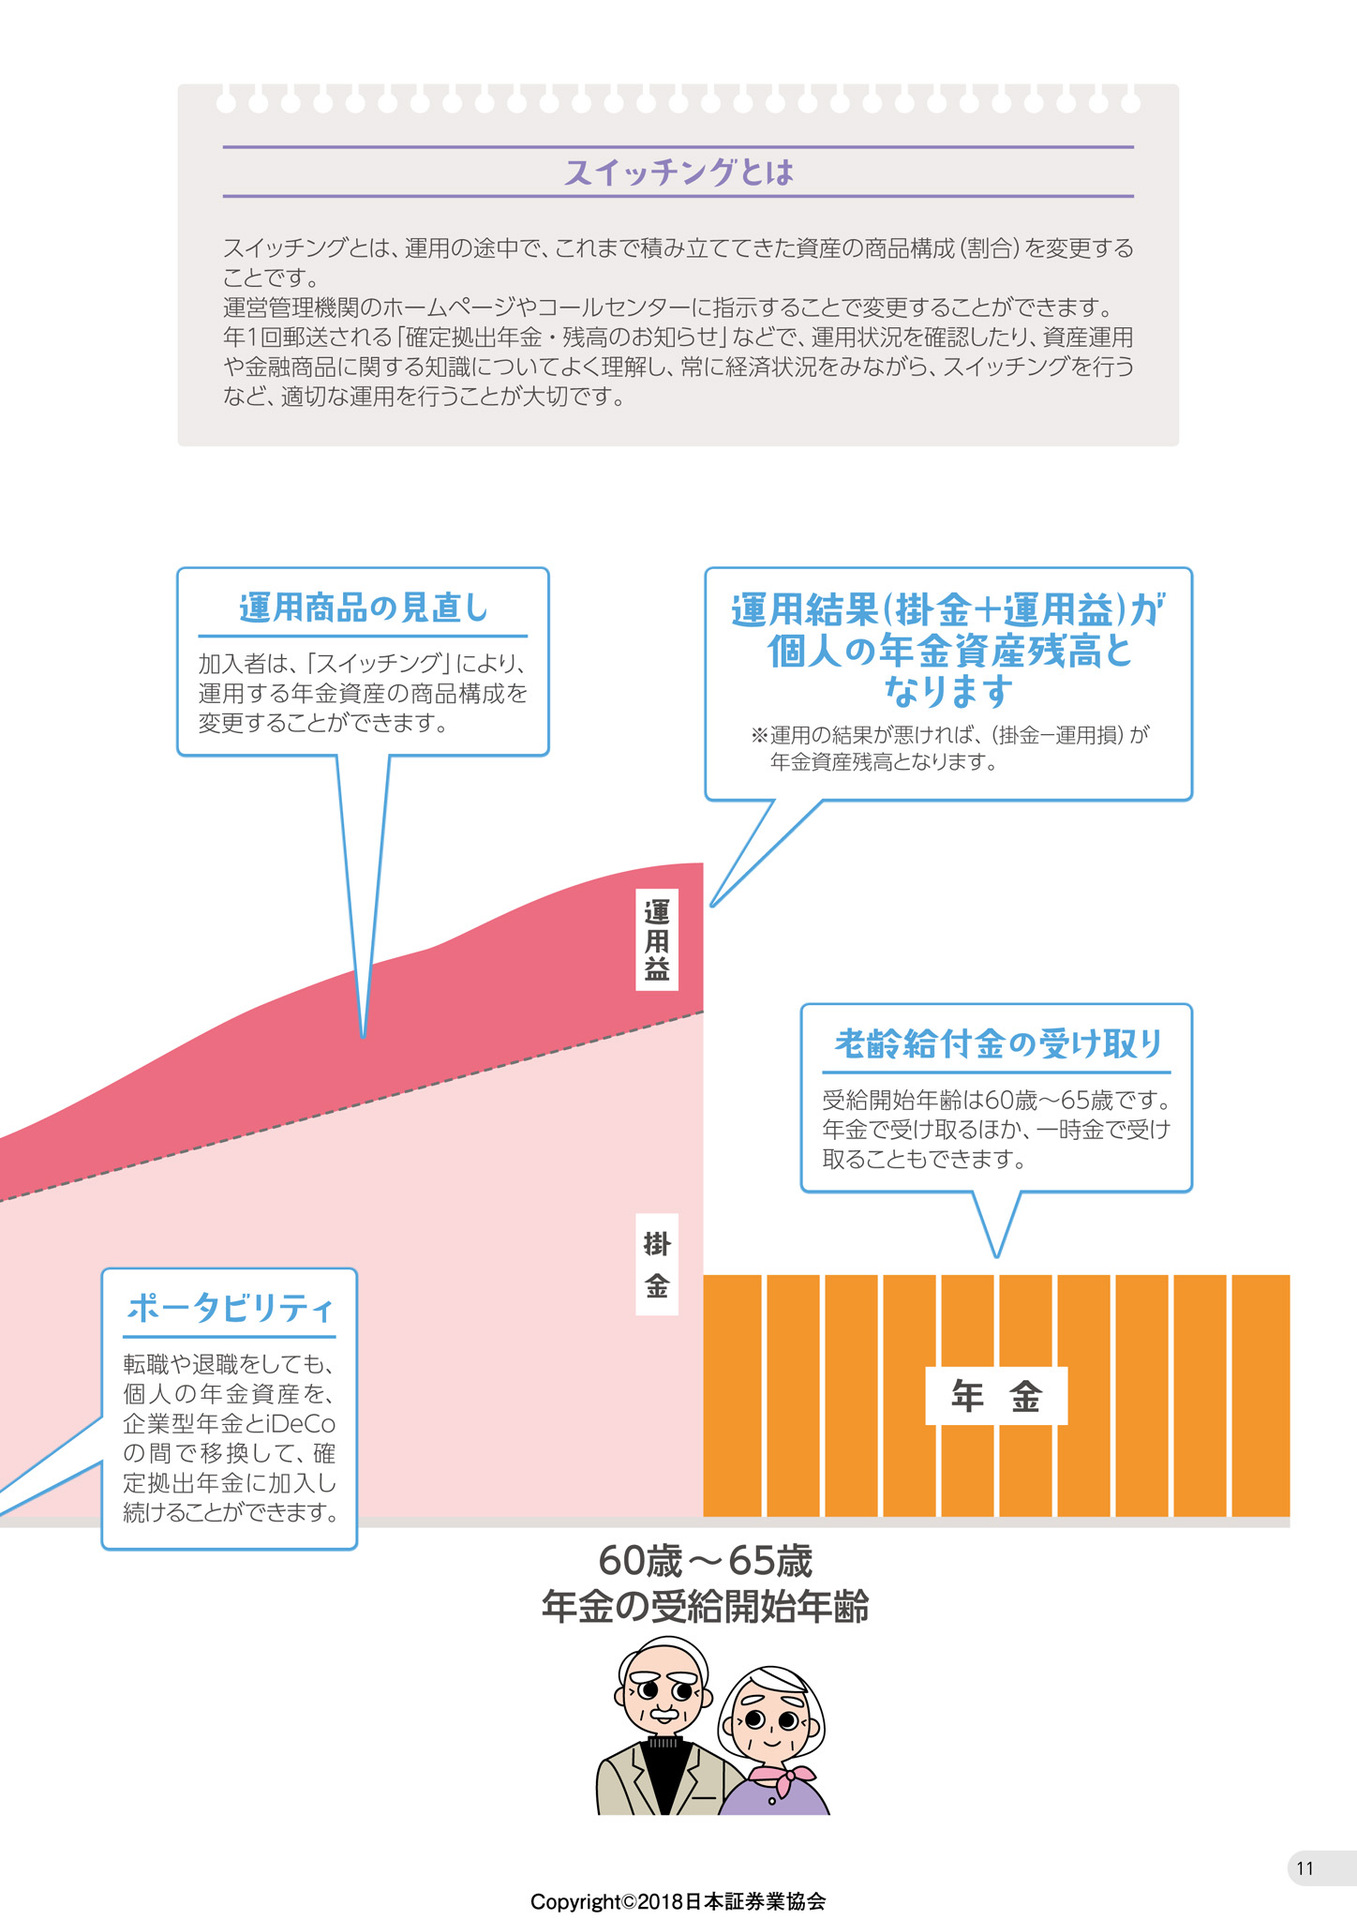 スイッチングとは
スイッチングとは、運用の途中で、これまで積み立ててきた資産の商品構成(割合)を変更する
ことです。
運営管理機関のホームページやコールセンターに指示することで変更することができます。
年1回郵送される「確定拠出年金・残高のお知らせ」などで、運用状況を確認したり、資産運用
や金融商品に関する知識についてよく理解し、常に経済状況をみながら、スイッチングを行う
など、適切な運用を行うことが大切です。
運用商品の見直し
加入者は、「スイッチング」により、
運用する年金資産の商品構成を
変更することができます。
運用結果(掛金+運用益)が
個人の年金資産残高と
なります
※運用の結果が悪ければ、(掛金−運用損)が
年金資産残高となります。
運用益
老齢給付金の受け取り
受給開始年齢は60歳〜65歳です。
年金で受け取るほか、一時金で受け
取ることもできます。
掛金
ポータビリティ
転職や退職をしても、
個人の年金資産を、
企業型年金とiDeCo
の間で移換して、確
定拠出年金に加入し
続けることができます。
年金
60歳〜65歳
年金の受給開始年齢
11
Copyright©2018日本証券業協会